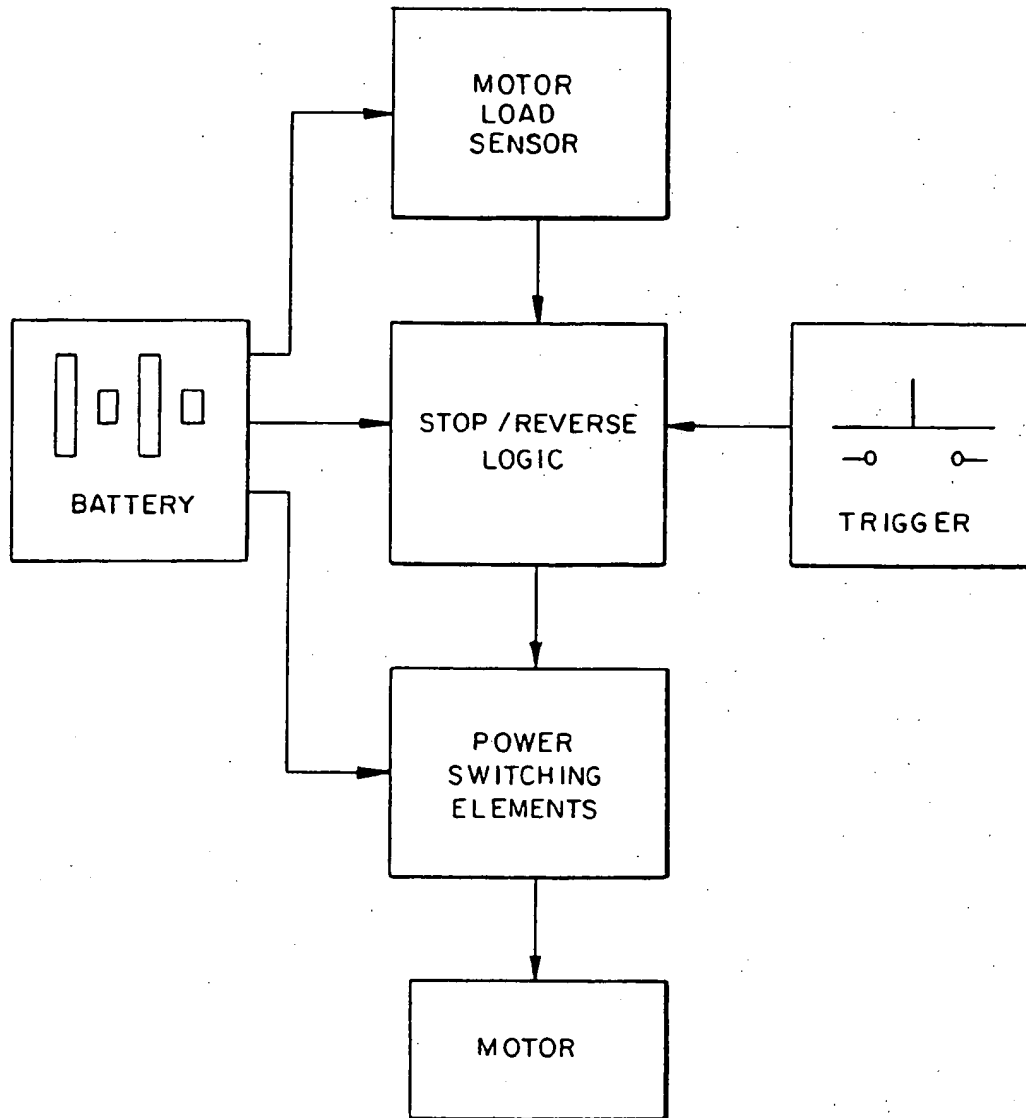 MOTOR
LOAD
SENSOR
BATTERY
STOP / REVERSE
LOGIC
TRIGGER
POWER
SWITCHING
ELEMENTS
MOTOR